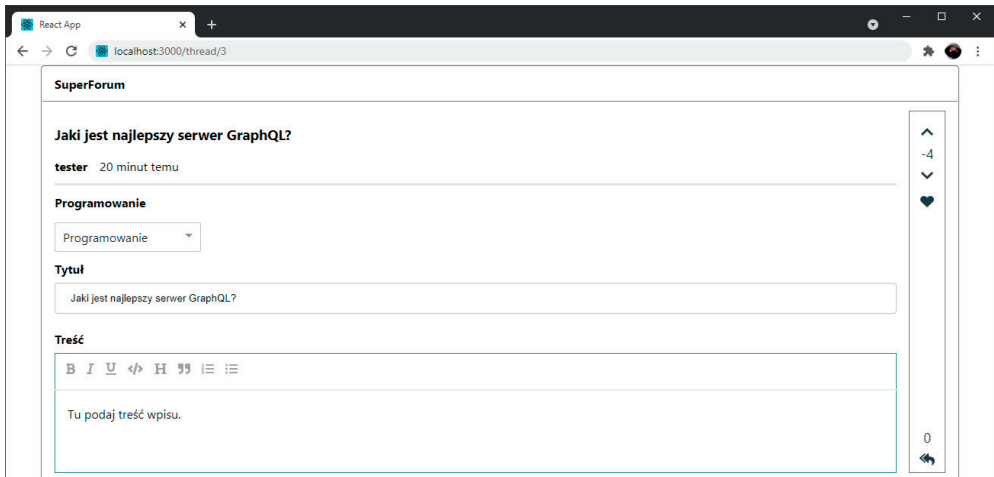 React App
localhost:3000/thread/3
SuperForum
Jaki jest najlepszy serwer GraphQL?
tester 20 minut temu
-4
Programowanie
Programowanie
Tytuł
Jaki jest najlepszy serwer GraphQL?
Treść
B I U </> H
Tu podaj treść wpisu.
0